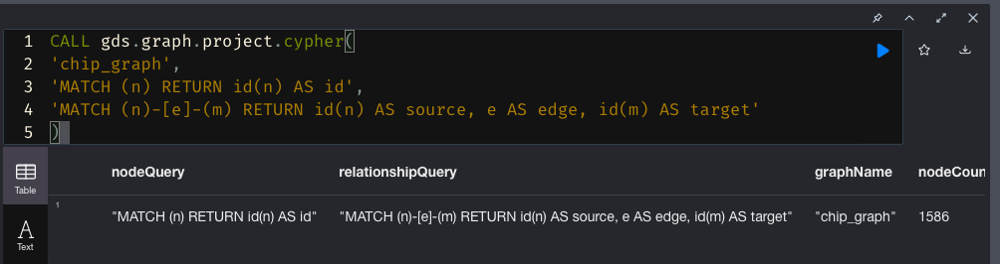 1 CALL gds.graph.project.cypher(
2 'chip_graph',
3 'MATCH (n) RETURN id(n) AS id',
4 'MATCH (n)-[e]-(m) RETURN id(n) AS source, e AS edge, id(m) AS target'
5 )
Table
Text
nodeQuery relationshipQuery graphName nodeCoun
1
"MATCH (n) RETURN id(n) AS id" "MATCH (n)-[e]-(m) RETURN id(n) AS source, e AS edge, id(m) AS target" "chip_graph" 1586